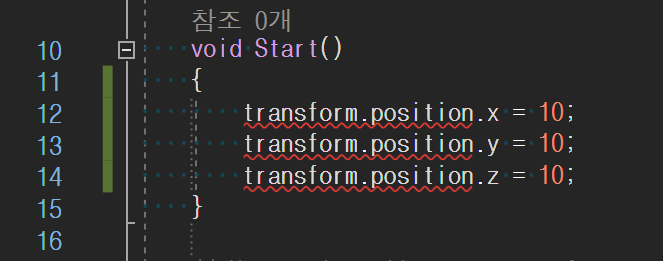 참조 0개
10 void Start()
11 {
12 transform.position.x = 10;
13 transform.position.y = 10;
14 transform.position.z = 10;
15 }
16